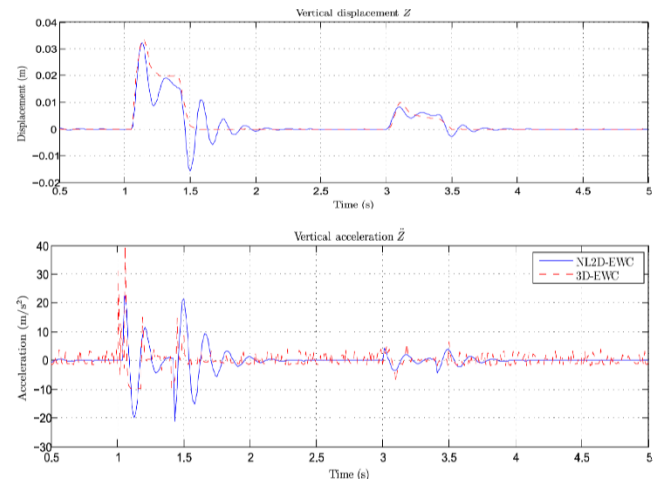 Vertical displacement Z
Displacement (m)
0.04
0.03
0.02
0.01
0
−0.01
−0.02
0.5 1 1.5 2 2.5 3 3.5 4 4.5 5
Time (s)
Vertical acceleration Z̈
Acceleration (m/s²)
40
30
20
10
0
−10
−20
−30
NL2D-EWC
3D-EWC
0.5 1 1.5 2 2.5 3 3.5 4 4.5 5
Time (s)